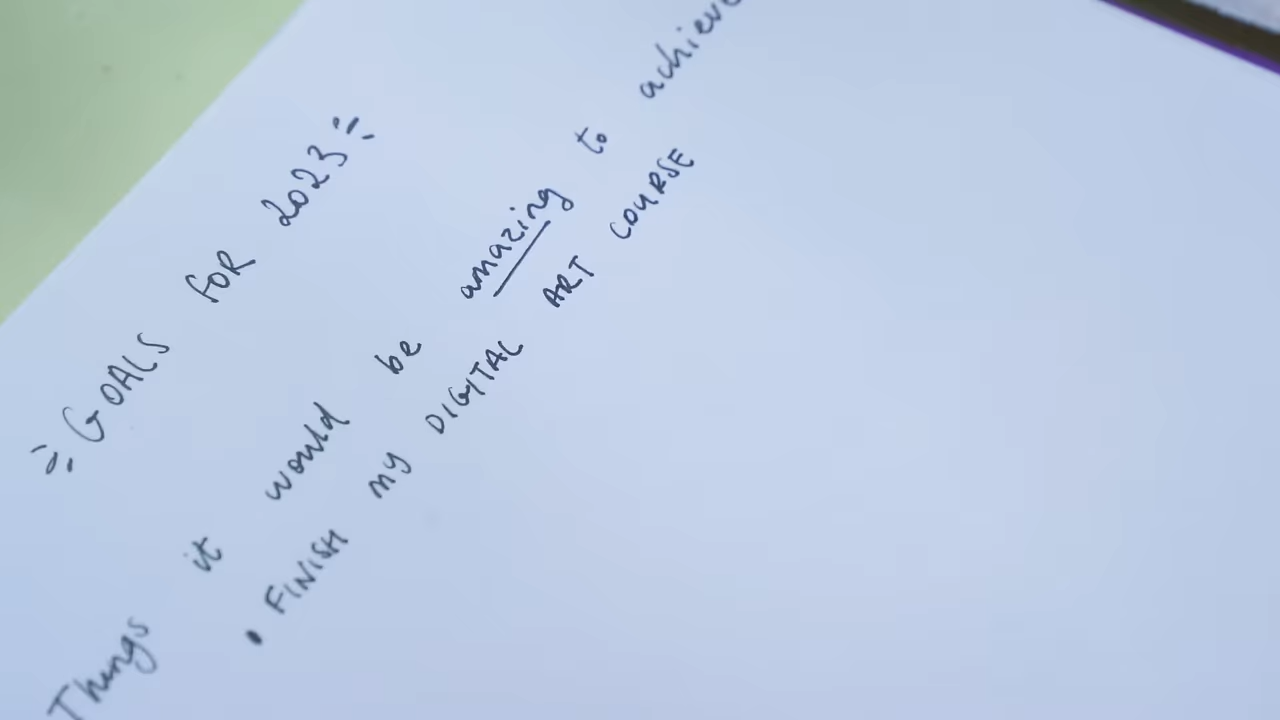 GOALS FOR 2023
Things it would be amazing to achieve
• FINISH MY DIGITAL ART COURSE